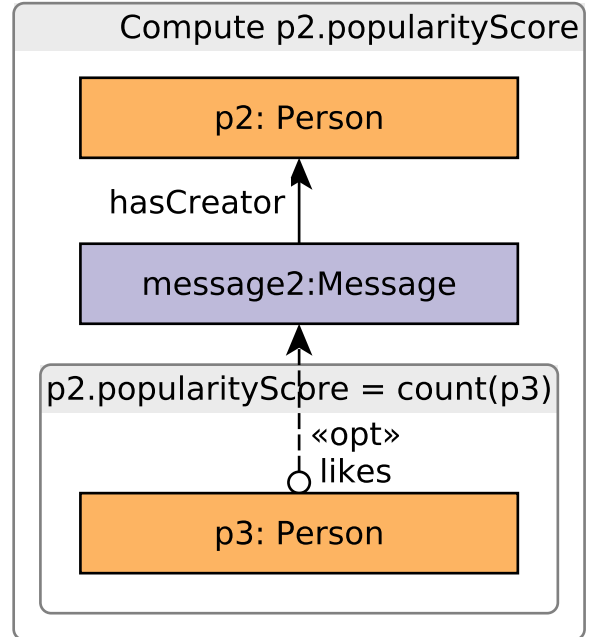 Compute p2.popularityScore
p2: Person
hasCreator
message2:Message
p2.popularityScore = count(p3)
«opt»
likes
p3: Person